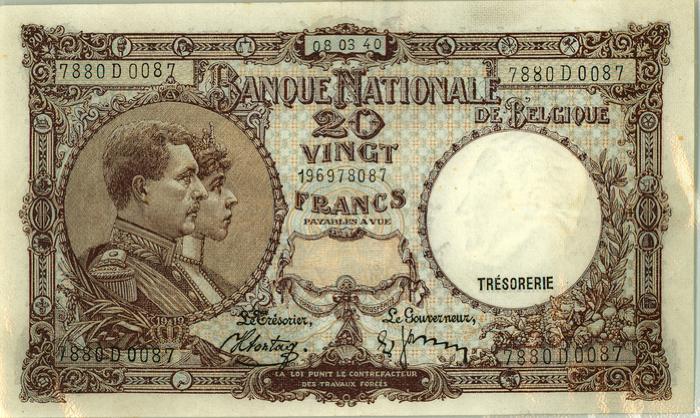 08 03 40
7880 D 0087
7880 D 0087
BANQUE NATIONALE
DE BELGIQUE
20
VINGT
196978087
FRANCS
PAYABLES A VUE
TRÉSORERIE
1919
Le Trésorier,
Le Gouverneur,
7880 D 0087
7880 D 0087
LA LOI PUNIT LE CONTREFACTEUR
DES TRAVAUX FORCÉS